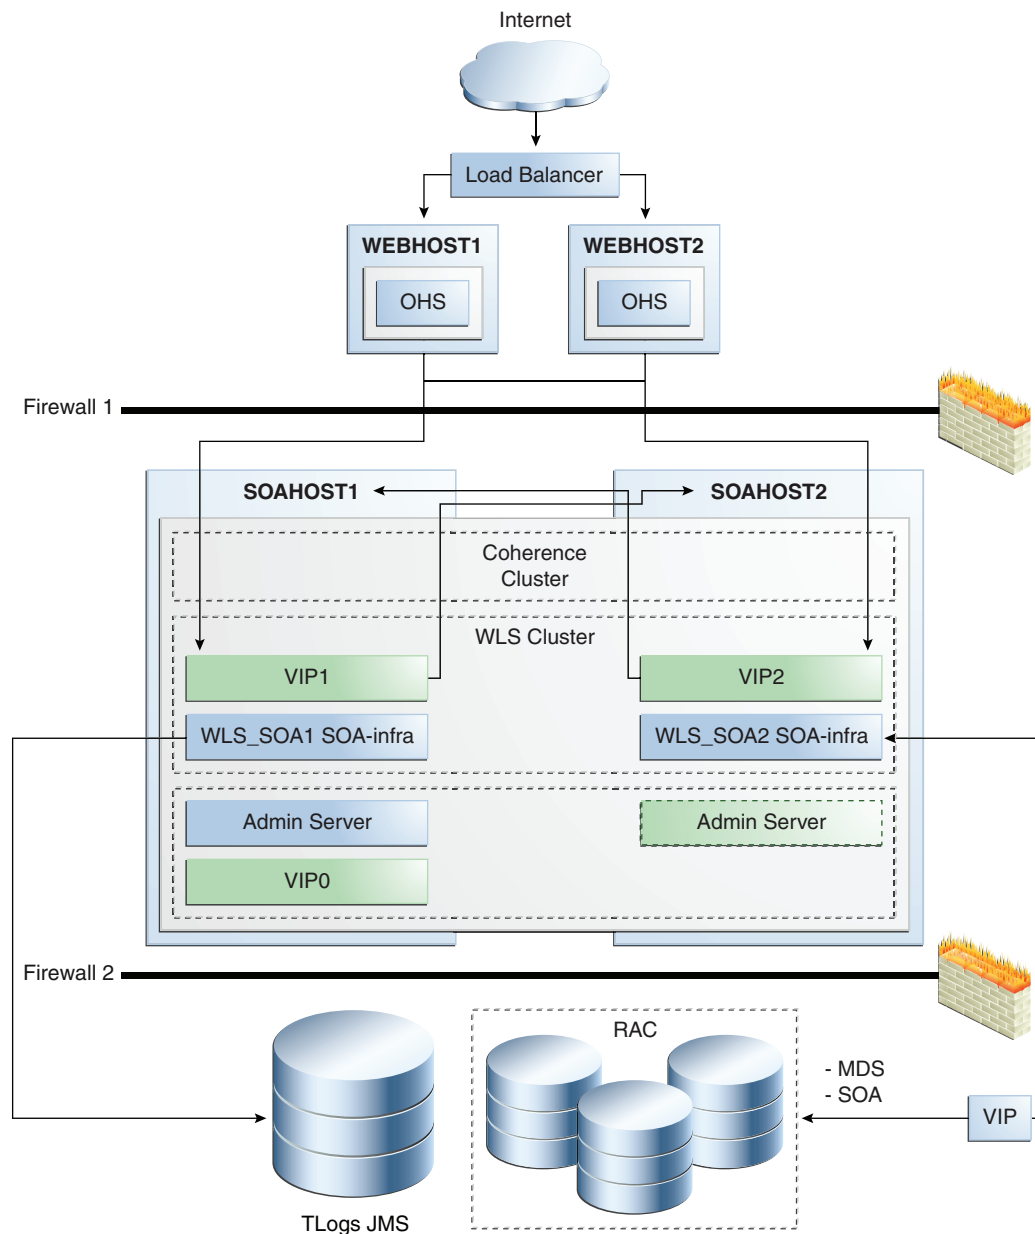 Internet
Load Balancer
WEBHOST1
WEBHOST2
OHS
OHS
Firewall 1
SOAHOST1
SOAHOST2
Coherence
Cluster
WLS Cluster
VIP1
VIP2
WLS_SOA1 SOA-infra
WLS_SOA2 SOA-infra
Admin Server
Admin Server
VIP0
Firewall 2
RAC
- MDS
- SOA
VIP
TLogs JMS